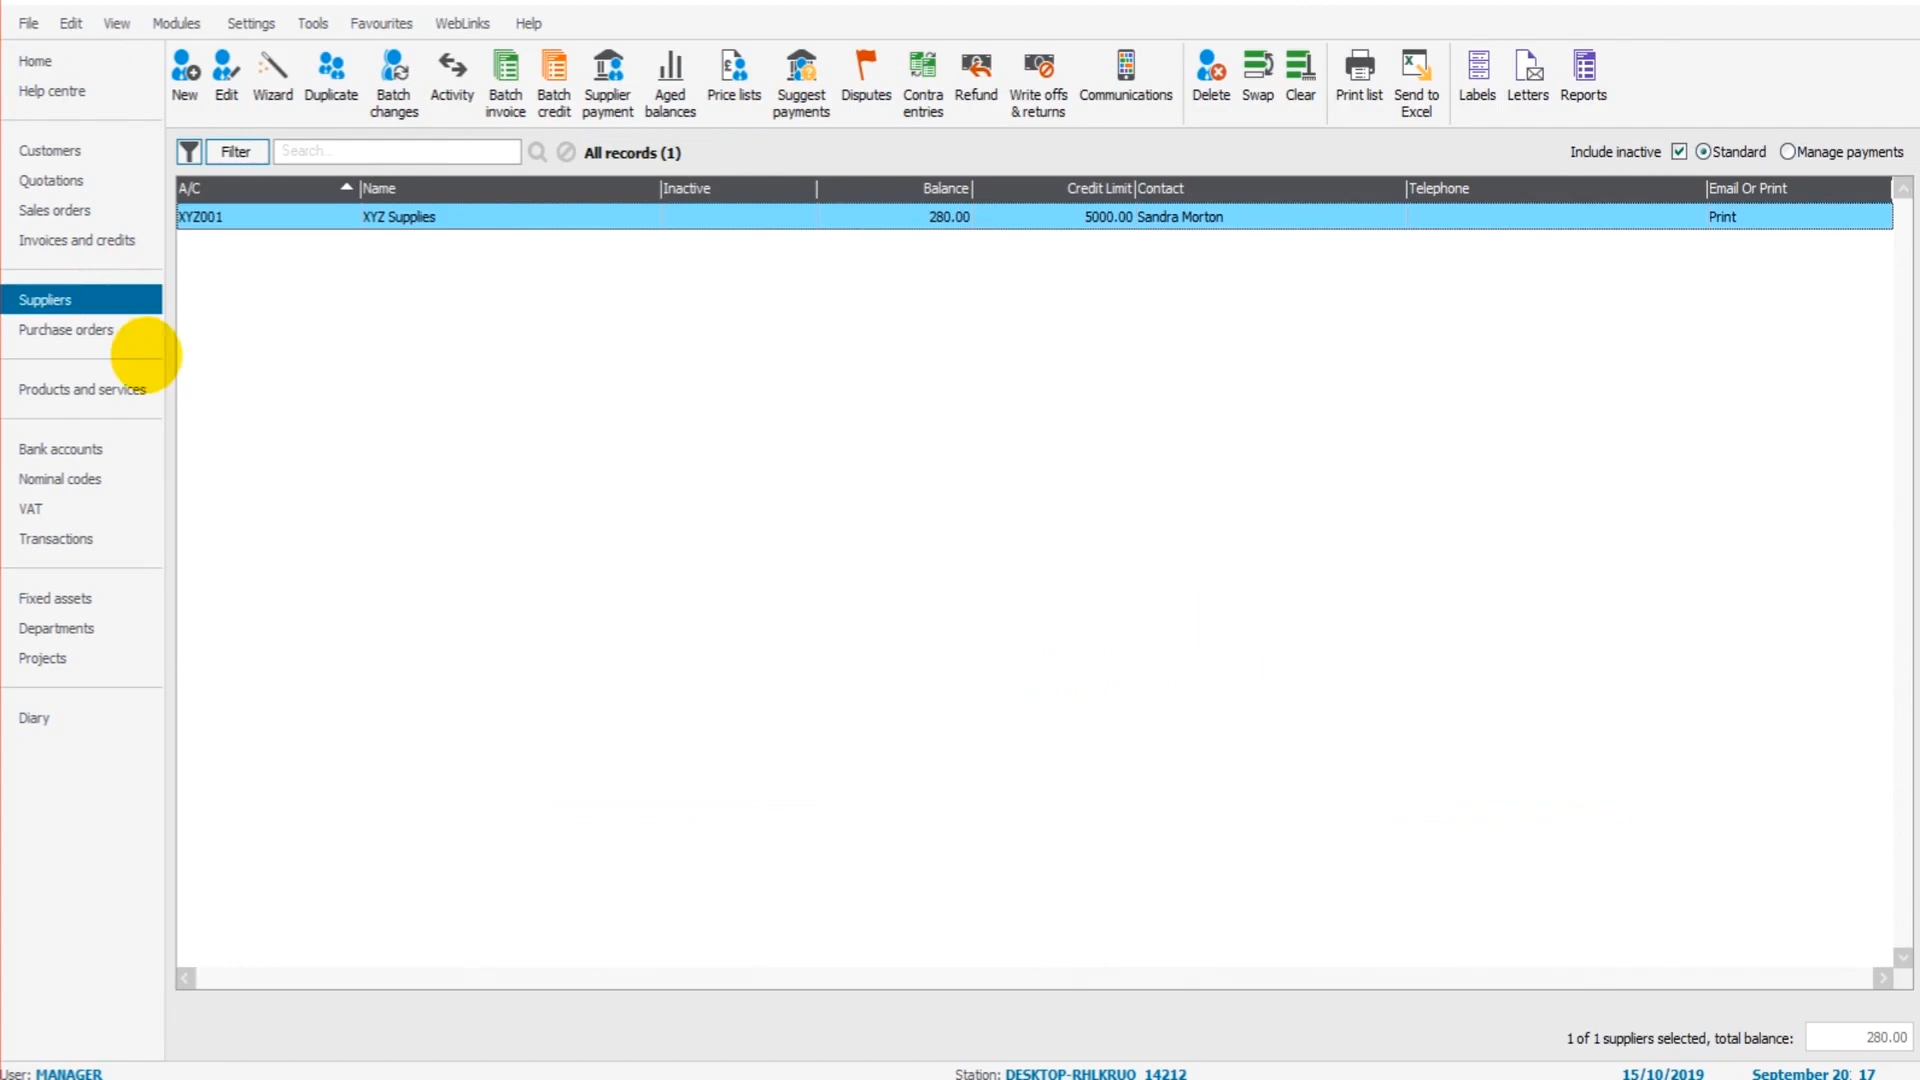 File Edit View Modules Settings Tools Favourites WebLinks Help
Home
Help centre
Customers
Quotations
Sales orders
Invoices and credits
Suppliers
Purchase orders
Products and services
Bank accounts
Nominal codes
VAT
Transactions
Fixed assets
Departments
Projects
Diary
New Edit Wizard Duplicate Batch changes Activity Batch invoice Batch credit Supplier payment Aged balances Price lists Suggest payments Disputes Contra entries Refund Write offs & returns Communications Delete Swap Clear Print list Send to Excel Labels Letters Reports
Filter Search... All records (1) Include inactive Standard Manage payments
A/C Name Inactive Balance Credit Limit Contact Telephone Email Or Print
XYZ001 XYZ Supplies 280.00 5000.00 Sandra Morton Print
1 of 1 suppliers selected, total balance: 280.00
User: MANAGER Station: DESKTOP-RHLKRUO_14212 15/10/2019 September 20 17